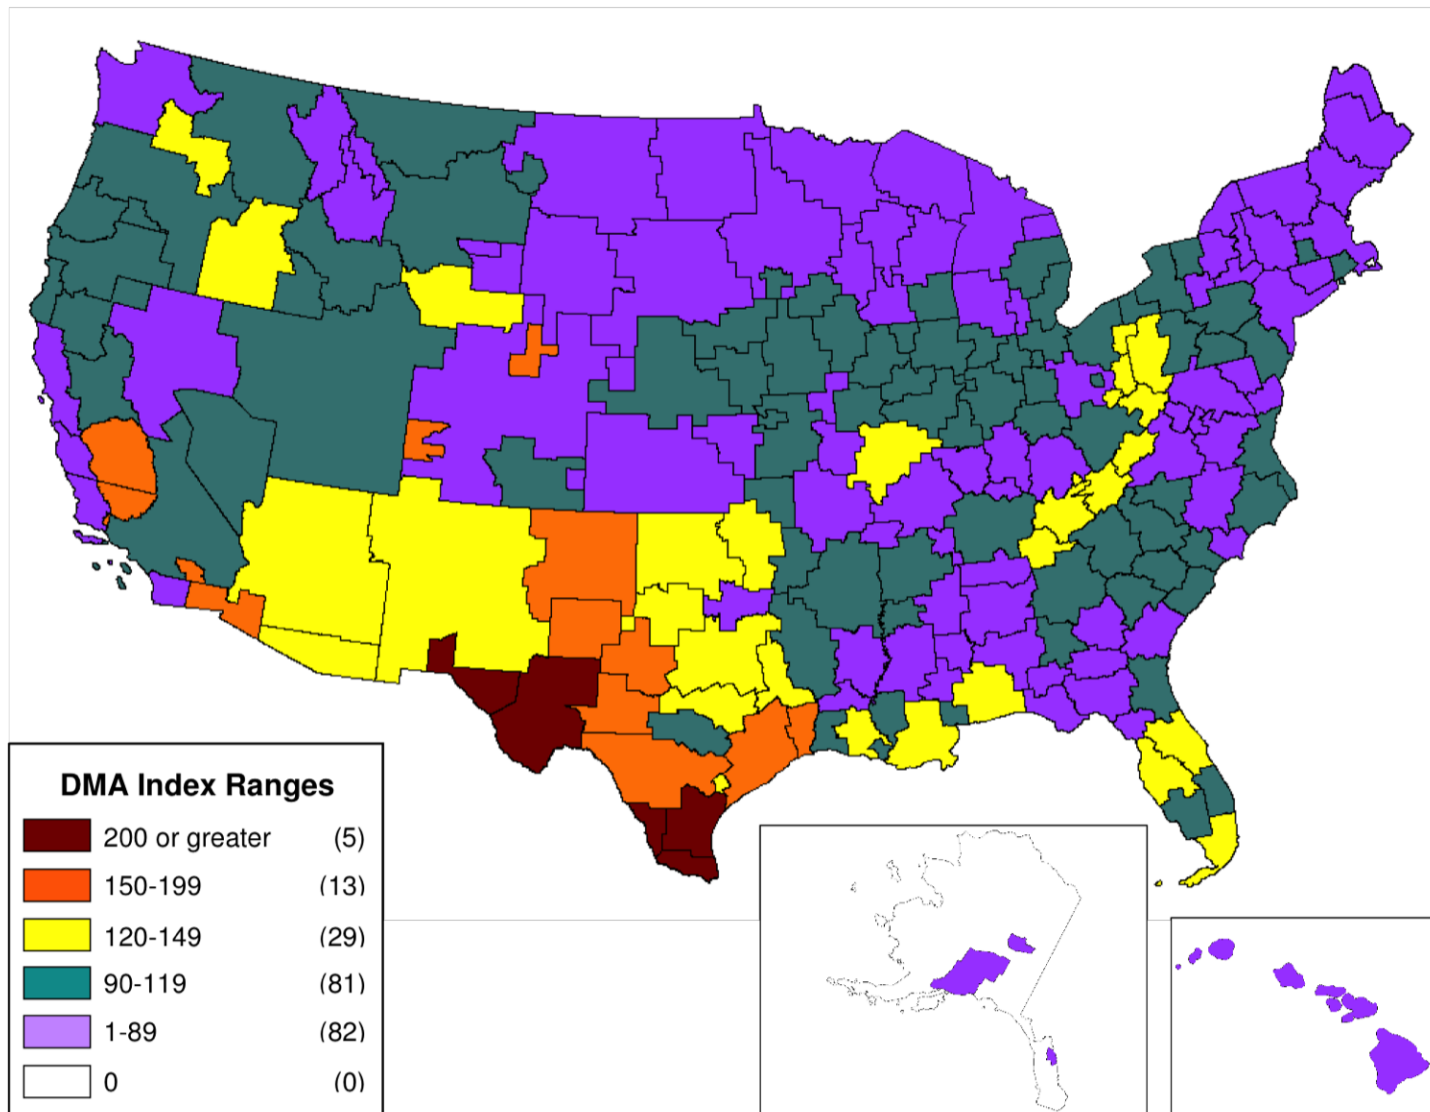 DMA Index Ranges
200 or greater (5)
150-199 (13)
120-149 (29)
90-119 (81)
1-89 (82)
0 (0)